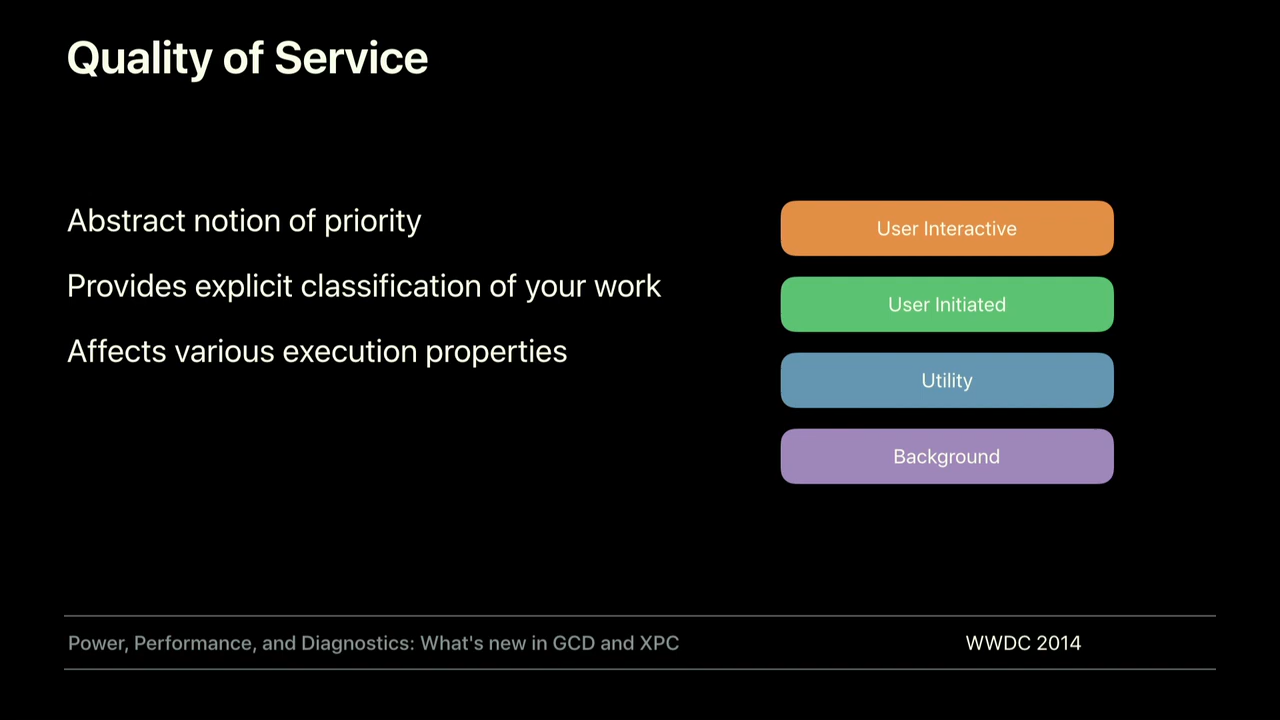 Quality of Service
Abstract notion of priority
Provides explicit classification of your work
Affects various execution properties
User Interactive
User Initiated
Utility
Background
Power, Performance, and Diagnostics: What's new in GCD and XPC
WWDC 2014